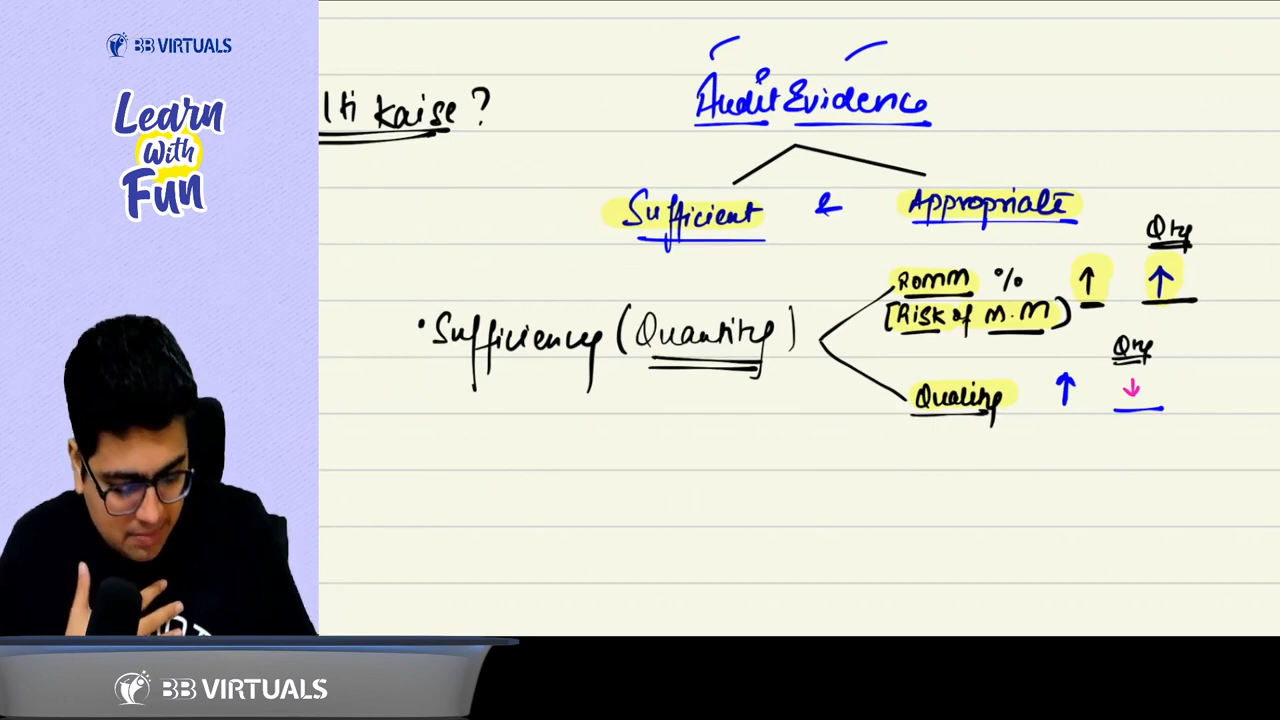 BB VIRTUALS
Learn
With
Fun
kaise ?
Audit Evidence
Sufficient & Appropriate
Qty
ROMM % ↑ ↑
[Risk of M.M)
• Sufficiency (Quantity)
Qty
Quality ↑ ↓
BB VIRTUALS